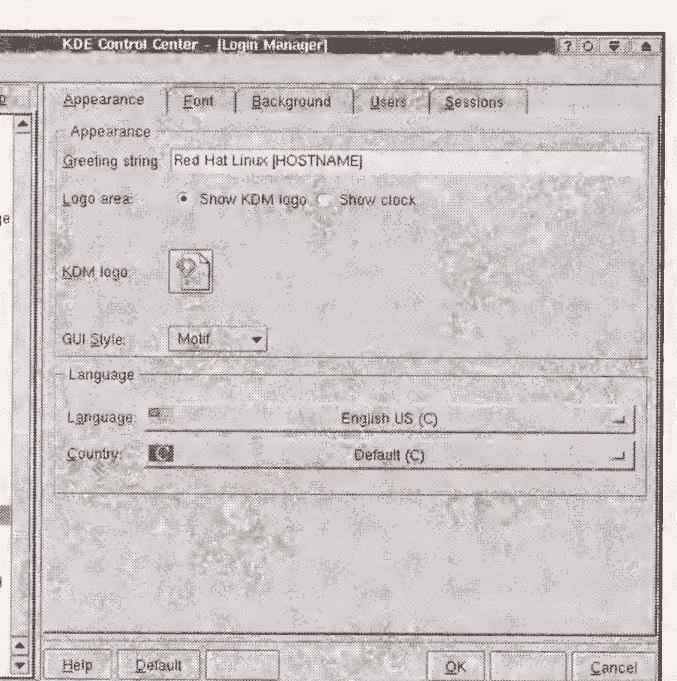 KDE Control Center - [Login Manager]
Appearance Font Background Users Sessions
Appearance
Greeting string Red Hat Linux [HOSTNAME]
Logo area: Show KDM logo Show clock
KDM logo
GUI Style: Motif
Language
Language: English US (C)
Country: Default (C)
Help Default OK Cancel